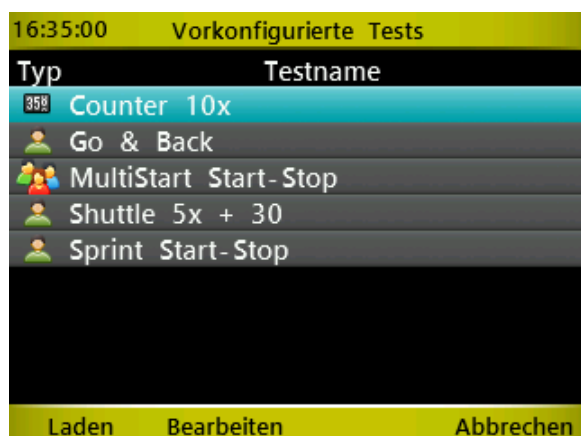 16:35:00 Vorkonfigurierte Tests
Typ Testname
Counter 10x
Go & Back
MultiStart Start-Stop
Shuttle 5x + 30
Sprint Start-Stop
Laden Bearbeiten Abbrechen